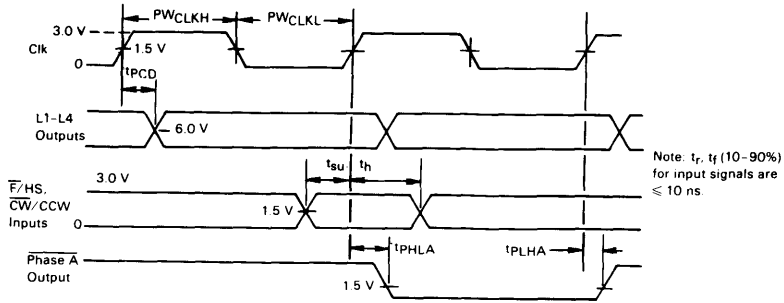 PWCLKH
PWCLKL
3.0 V
1.5 V
Clk
0
tPCD
L1–L4
Outputs
6.0 V
Note: tr, tf (10-90%)
for input signals are
≤ 10 ns.
tsu
th
3.0 V
F̅/HS,
C̅W̅/CCW
Inputs
1.5 V
0
tPHLA
tPLHA
P̅h̅a̅s̅e̅ A̅
Output
1.5 V